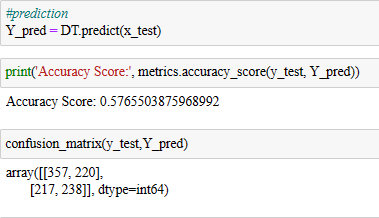 #prediction
Y_pred = DT.predict(x_test)
print('Accuracy Score:', metrics.accuracy_score(y_test, Y_pred))
Accuracy Score: 0.5765503875968992
confusion_matrix(y_test,Y_pred)
array([[357, 220],
[217, 238]], dtype=int64)